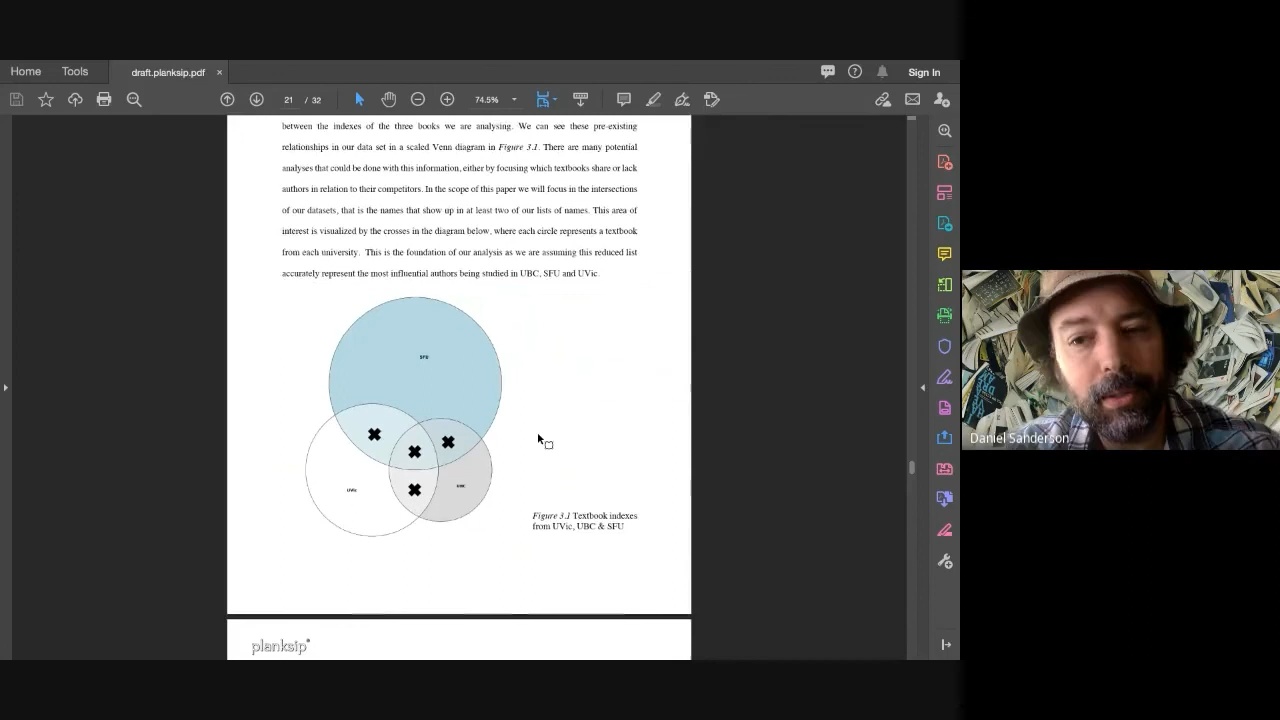 Home
Tools
draft.planksip.pdf
×
Sign In
21 / 32
74.5%
between the indexes of the three books we are analysing. We can see these pre-existing
relationships in our data set in a scaled Venn diagram in Figure 3.1. There are many potential
analyses that could be done with this information, either by focusing which textbooks share or lack
authors in relation to their competitors. In the scope of this paper we will focus in the intersections
of our datasets, that is the names that show up in at least two of our lists of names. This area of
interest is visualized by the crosses in the diagram below, where each circle represents a textbook
from each university. This is the foundation of our analysis as we are assuming this reduced list
accurately represent the most influential authors being studied in UBC, SFU and UVic.
SFU
UVic
UBC
Figure 3.1 Textbook indexes
from UVic, UBC & SFU
planksip®
Daniel Sanderson